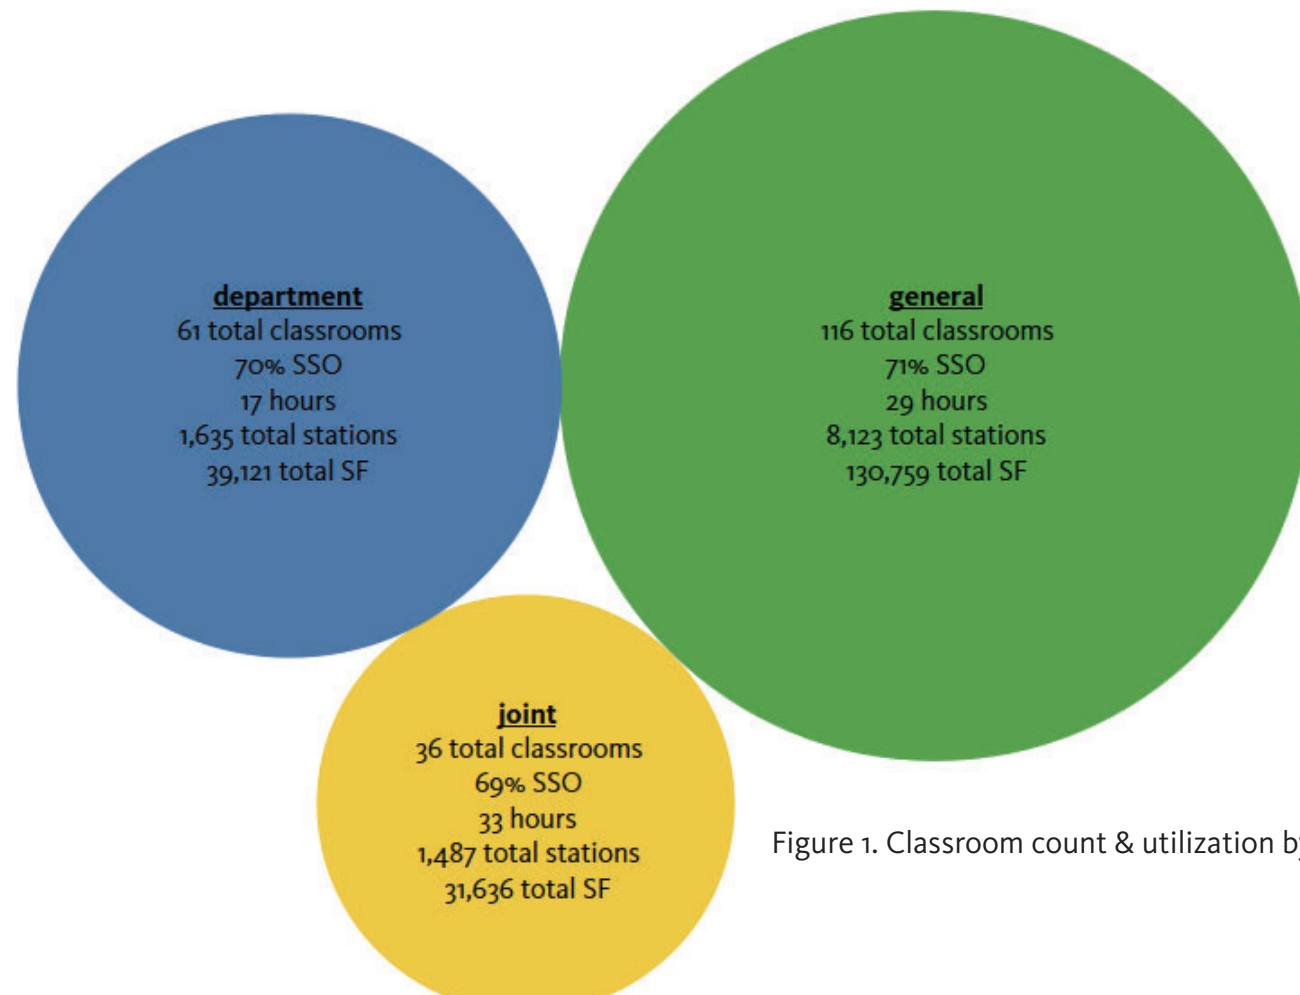 department
61 total classrooms
70% SSO
17 hours
1,635 total stations
39,121 total SF
general
116 total classrooms
71% SSO
29 hours
8,123 total stations
130,759 total SF
joint
36 total classrooms
69% SSO
33 hours
1,487 total stations
31,636 total SF
Figure 1. Classroom count & utilization by